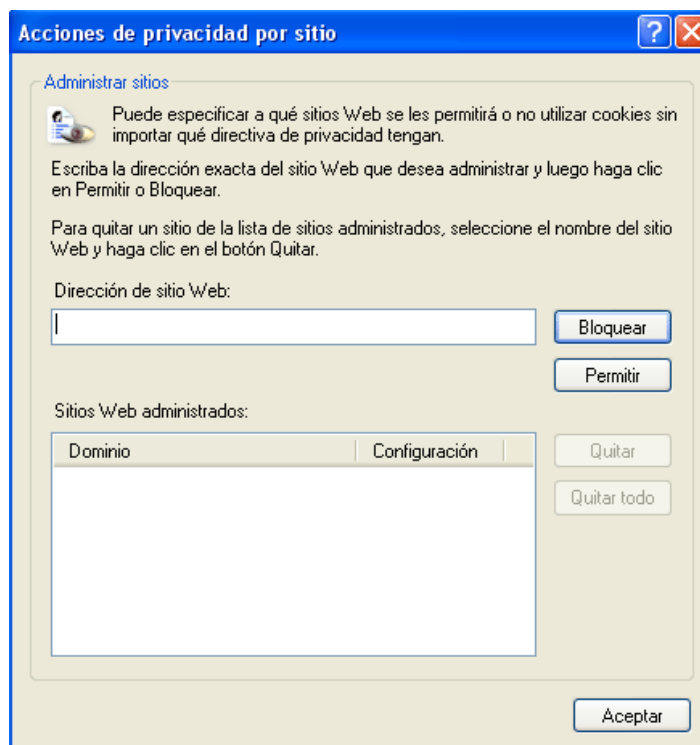 Acciones de privacidad por sitio
Administrar sitios
Puede especificar a qué sitios Web se les permitirá o no utilizar cookies sin
importar qué directiva de privacidad tengan.
Escriba la dirección exacta del sitio Web que desea administrar y luego haga clic
en Permitir o Bloquear.
Para quitar un sitio de la lista de sitios administrados, seleccione el nombre del sitio
Web y haga clic en el botón Quitar.
Dirección de sitio Web:
Bloquear
Permitir
Sitios Web administrados:
Dominio Configuración
Quitar
Quitar todo
Aceptar